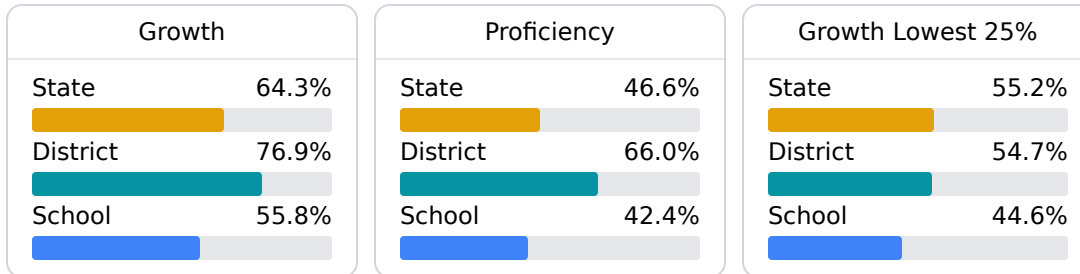 Growth
State 64.3%
District 76.9%
School 55.8%
Proficiency
State 46.6%
District 66.0%
School 42.4%
Growth Lowest 25%
State 55.2%
District 54.7%
School 44.6%